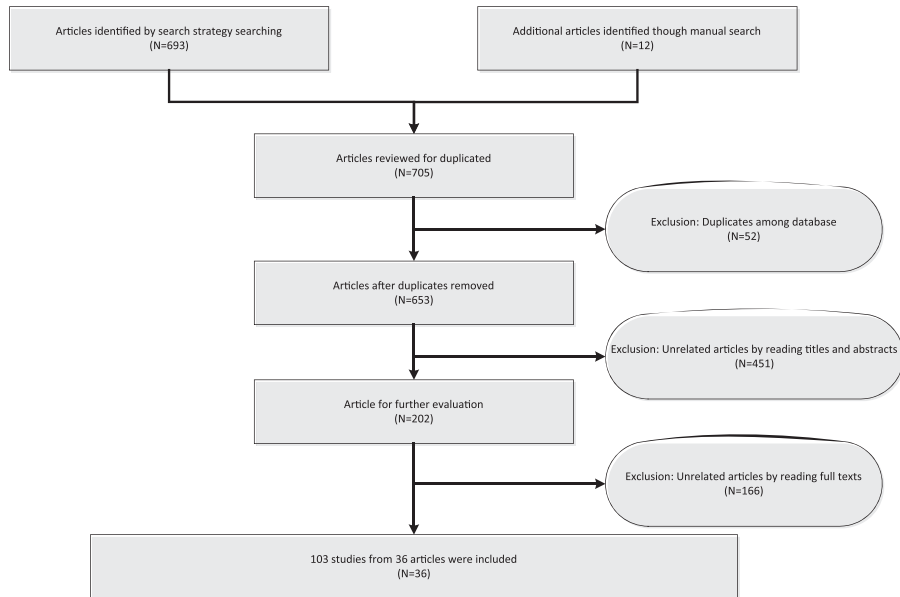 Articles identified by search strategy searching
(N=693)
Additional articles identified though manual search
(N=12)
Articles reviewed for duplicated
(N=705)
Exclusion: Duplicates among database
(N=52)
Articles after duplicates removed
(N=653)
Exclusion: Unrelated articles by reading titles and abstracts
(N=451)
Article for further evaluation
(N=202)
Exclusion: Unrelated articles by reading full texts
(N=166)
103 studies from 36 articles were included
(N=36)